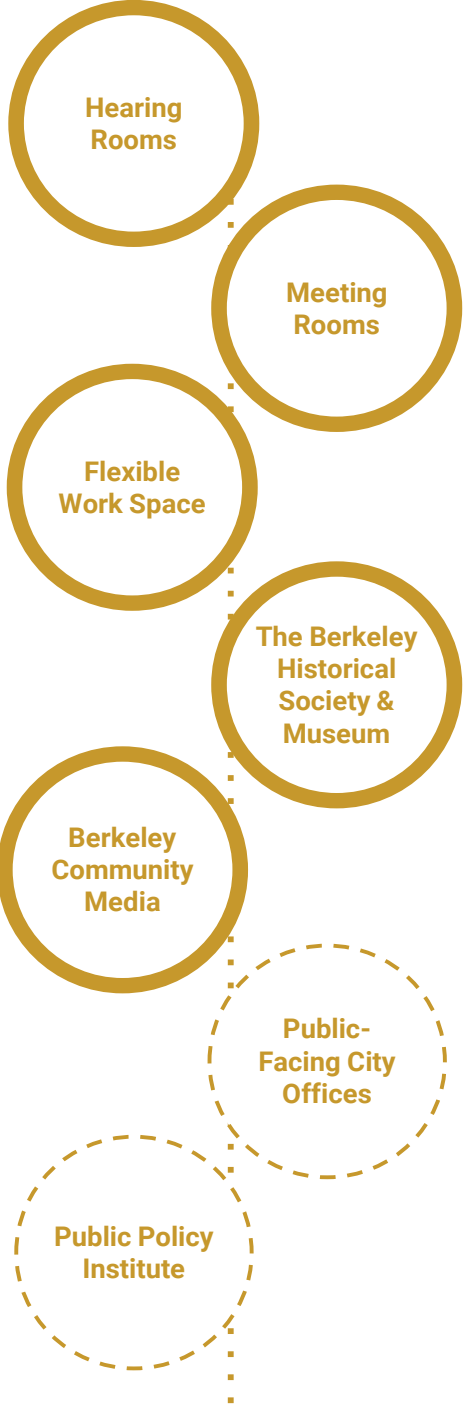 Hearing
Rooms
Meeting
Rooms
Flexible
Work Space
The Berkeley
Historical
Society &
Museum
Berkeley
Community
Media
Public-
Facing City
Offices
Public Policy
Institute